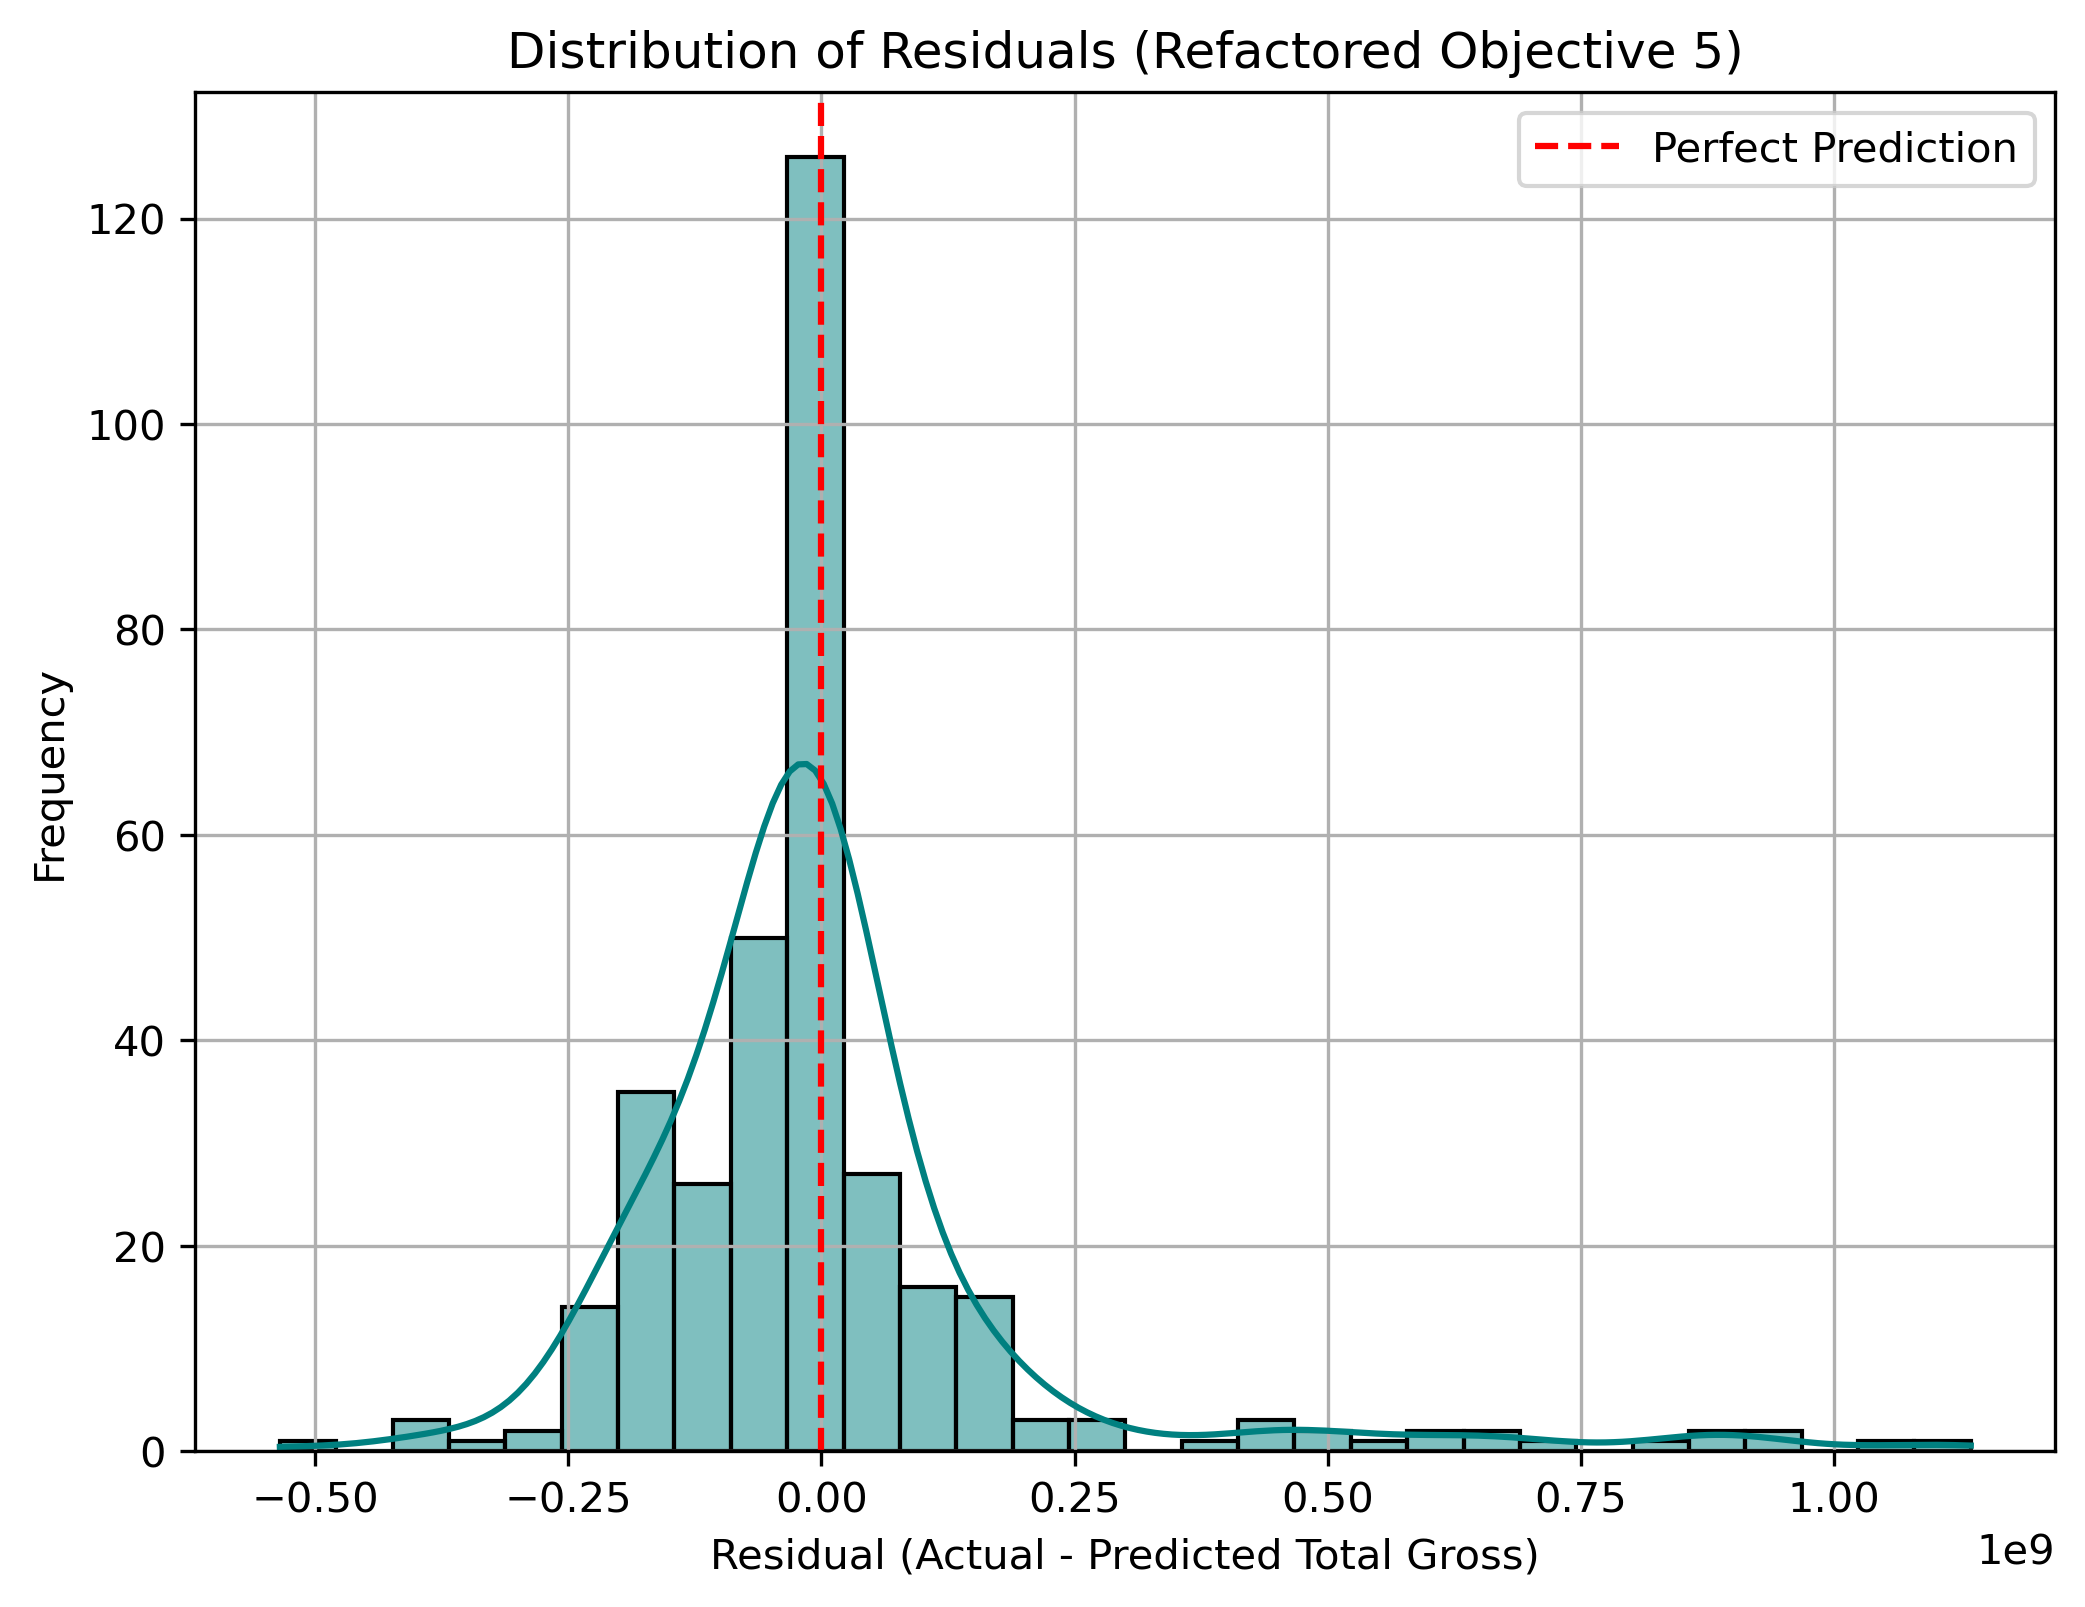 Distribution of Residuals (Refactored Objective 5)
Perfect Prediction
120
100
80
60
40
20
0
Frequency
−0.50 −0.25 0.00 0.25 0.50 0.75 1.00
1e9
Residual (Actual - Predicted Total Gross)